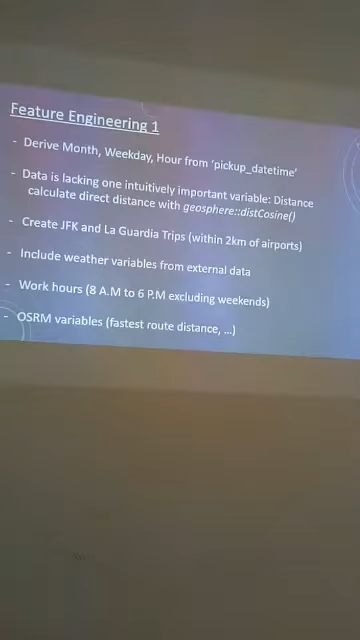 Feature Engineering 1
- Derive Month, Weekday, Hour from 'pickup_datetime'
- Data is lacking one intuitively important variable: Distance
calculate direct distance with geosphere::distCosine()
- Create JFK and La Guardia Trips (within 2km of airports)
- Include weather variables from external data
- Work hours (8 A.M to 6 P.M excluding weekends)
- OSRM variables (fastest route distance, ...)